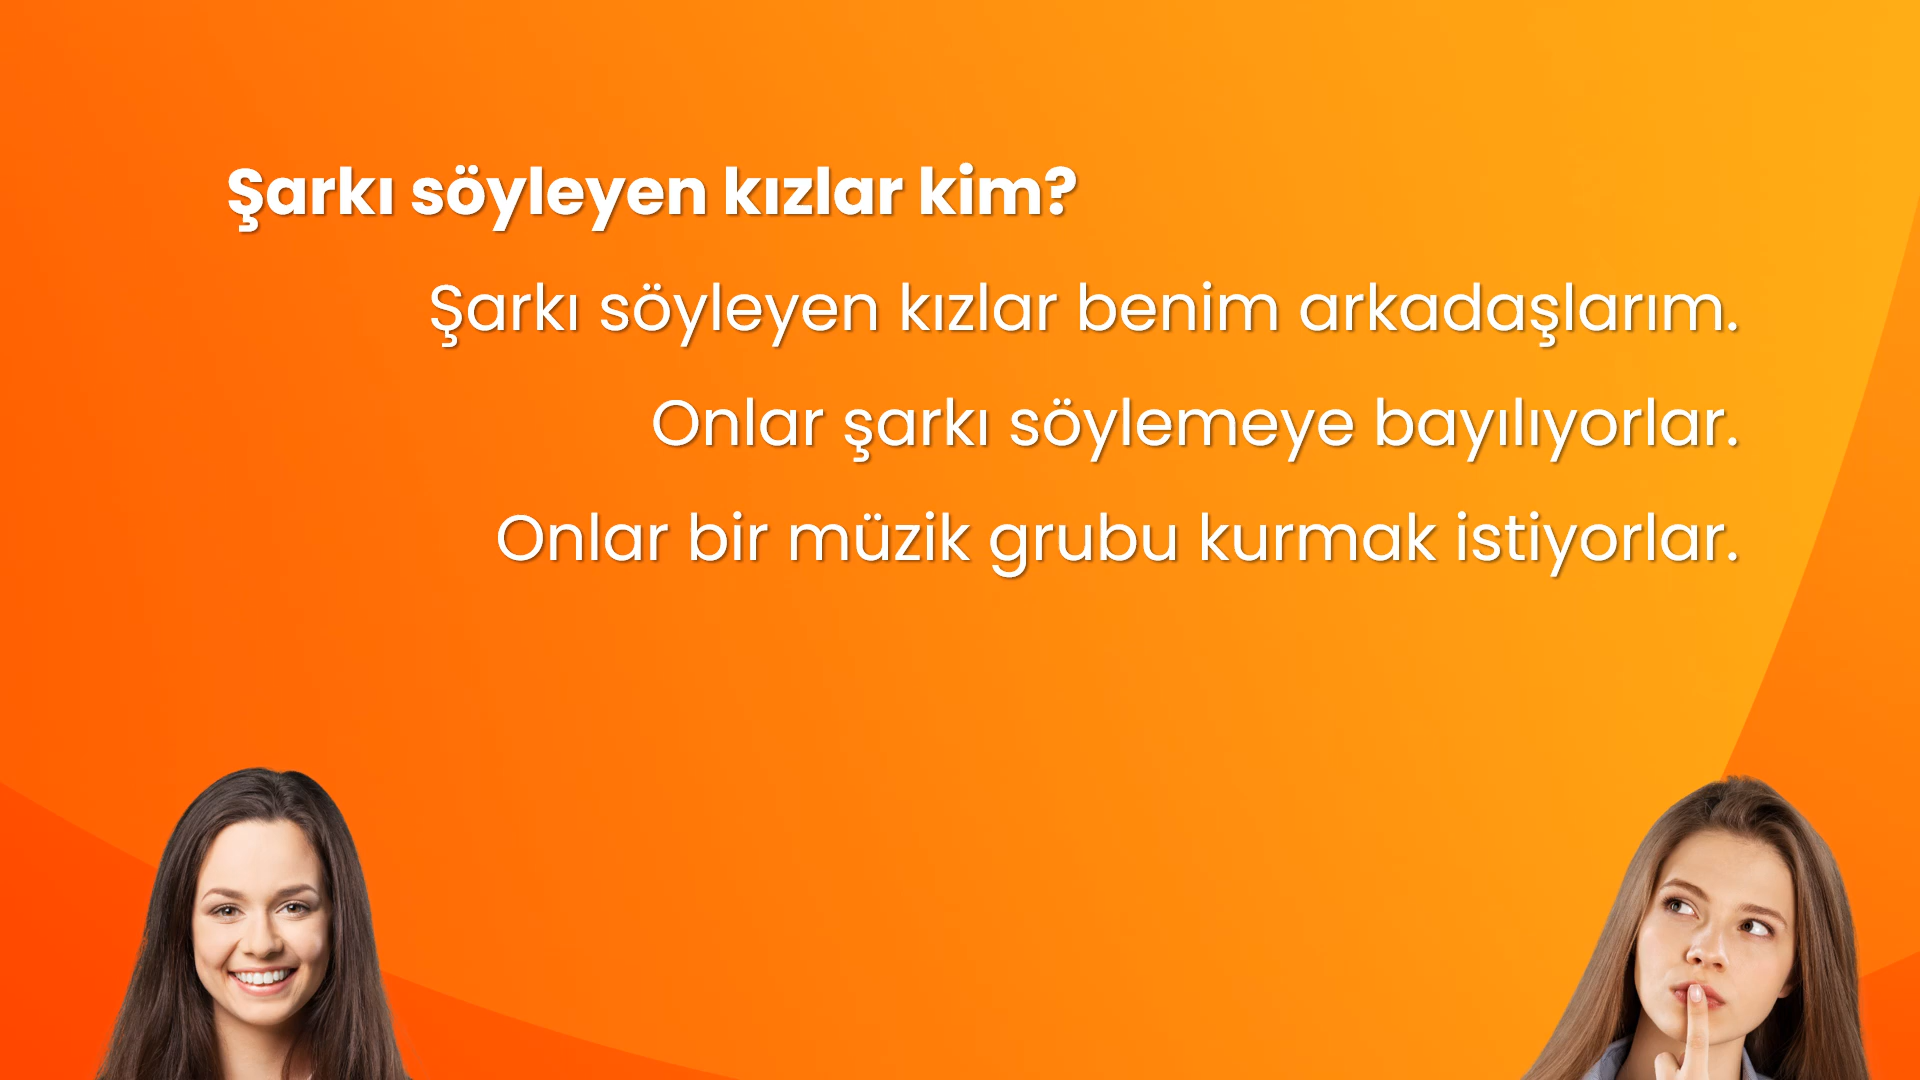 Şarkı söyleyen kızlar kim?
Şarkı söyleyen kızlar benim arkadaşlarım.
Onlar şarkı söylemeye bayılıyorlar.
Onlar bir müzik grubu kurmak istiyorlar.